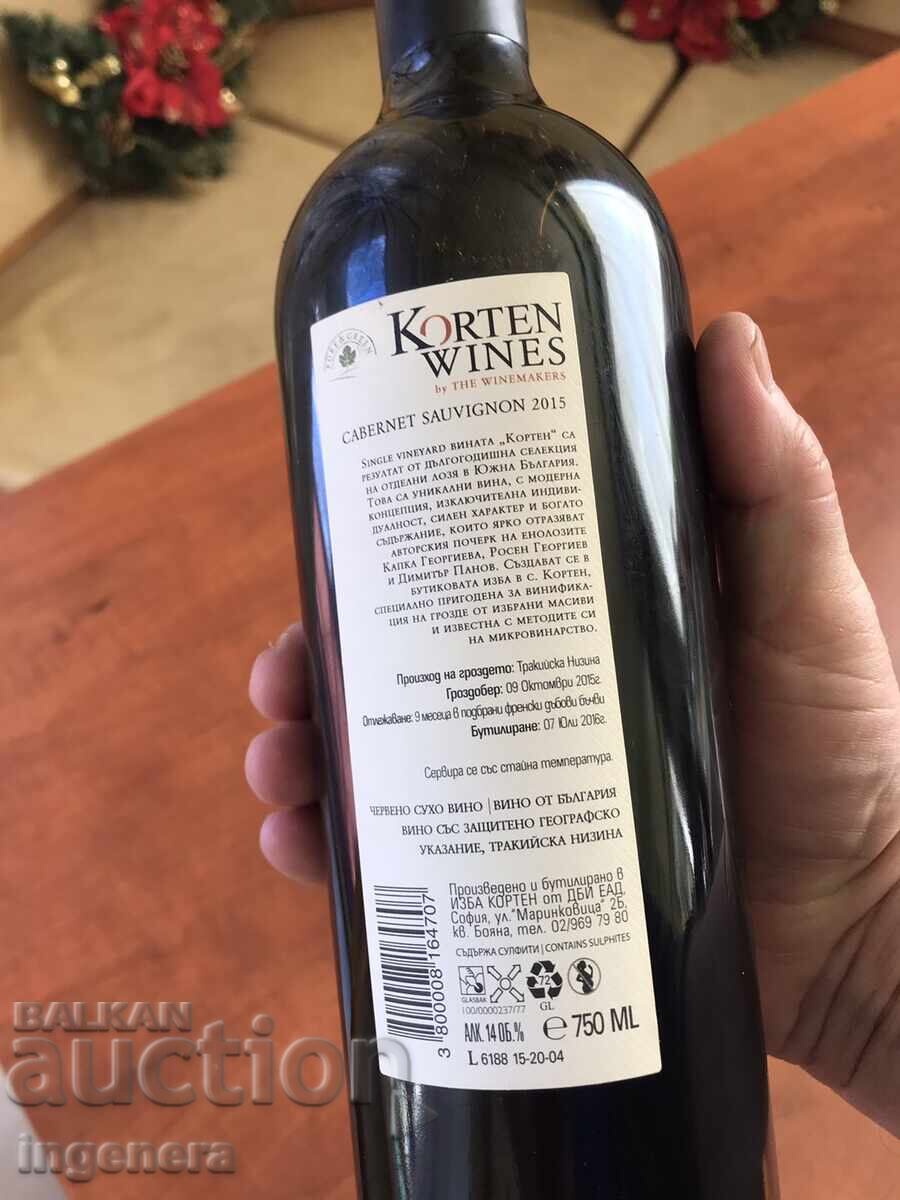 PURE & GREEN
KORTEN
WINES
by THE WINEMAKERS
CABERNET SAUVIGNON 2015
SINGLE VINEYARD ВИНАТА „КОРТЕН“ СА
РЕЗУЛТАТ ОТ ДЪЛГОГОДИШНА СЕЛЕКЦИЯ
НА ОТДЕЛНИ ЛОЗЯ В ЮЖНА БЪЛГАРИЯ.
ТОВА СА УНИКАЛНИ ВИНА, С МОДЕРНА
КОНЦЕПЦИЯ, ИЗКЛЮЧИТЕЛНА ИНДИВИ-
ДУАЛНОСТ, СИЛЕН ХАРАКТЕР И БОГАТО
СЪДЪРЖАНИЕ, КОИТО ЯРКО ОТРАЗЯВАТ
АВТОРСКИЯ ПОЧЕРК НА ЕНОЛОЗИТЕ
КАПКА ГЕОРГИЕВА, РОСЕН ГЕОРГИЕВ
И ДИМИТЪР ПАНОВ. СЪЗДАВАТ СЕ В
БУТИКОВАТА ИЗБА В С. КОРТЕН,
СПЕЦИАЛНО ПРИГОДЕНА ЗА ВИНИФИКА-
ЦИЯ НА ГРОЗДЕ ОТ ИЗБРАНИ МАСИВИ
И ИЗВЕСТНА С МЕТОДИТЕ СИ
НА МИКРОВИНАРСТВО.
Произход на гроздето: Тракийска Низина
Гроздобер: 09 Октомври 2015г.
Отлежаване: 9 месеца в подбрани френски дъбови бъчви
Бутилиране: 07 Юли 2016г.
Сервира се със стайна температура.
ЧЕРВЕНО СУХО ВИНО | ВИНО ОТ БЪЛГАРИЯ
ВИНО СЪС ЗАЩИТЕНО ГЕОГРАФСКО
УКАЗАНИЕ, ТРАКИЙСКА НИЗИНА
Произведено и бутилирано в
ИЗБА КОРТЕН от ДБИ ЕАД,
София, ул. "Маринковица" 2Б,
кв. Бояна, тел. 02/969 79 80
СЪДЪРЖА СУЛФИТИ | CONTAINS SULPHITES
3 800008 164707
GLASBAK
72
GL
100/0000237/77
АЛК. 14 ОБ.% e 750 ML
L 6188 15-20-04
BALKAN
auction
ingenera